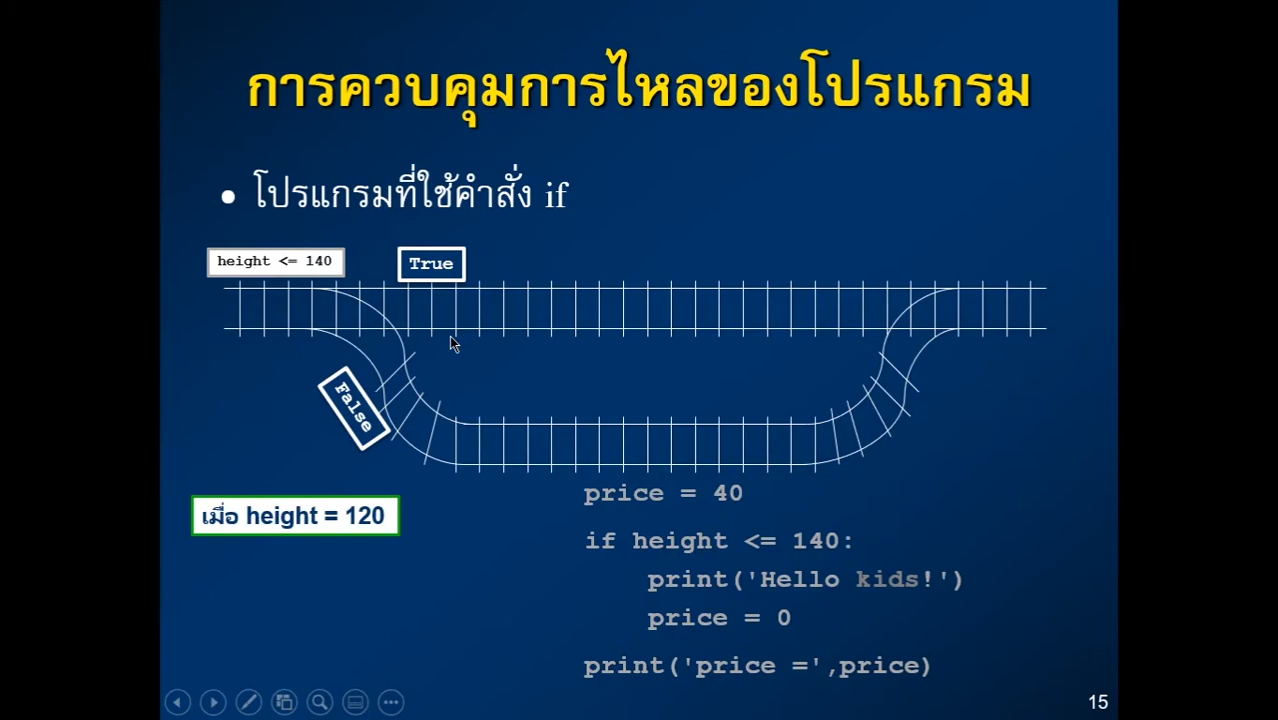 การควบคุมการไหลของโปรแกรม
• โปรแกรมที่ใช้คำสั่ง if
height <= 140
True
False
เมื่อ height = 120
price = 40
if height <= 140:
    print('Hello kids!')
    price = 0
print('price =',price)
15